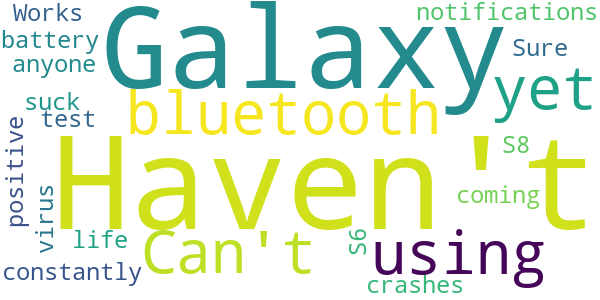 Works
notifications
Galaxy
battery
Sure
anyone
yet
suck
bluetooth
test
Haven't
S8
positive
coming
virus
life
Can't
S6
using
constantly
crashes